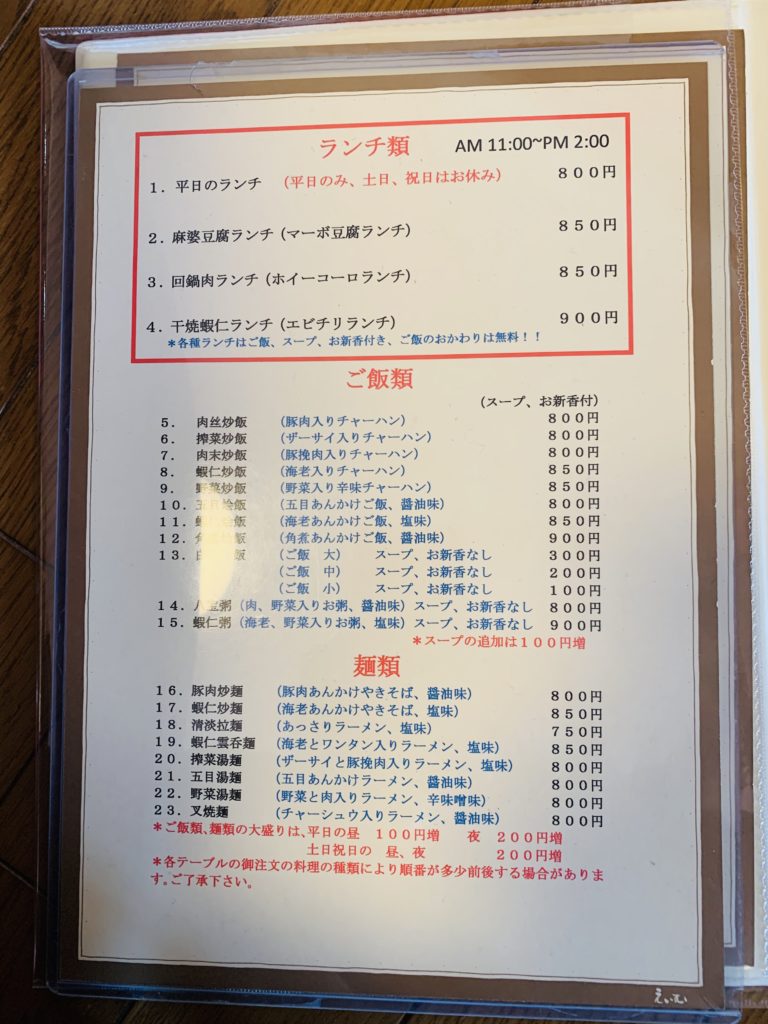 ランチ類 AM 11:00~PM 2:00
1．平日のランチ （平日のみ、土日、祝日はお休み） ８００円
2．麻婆豆腐ランチ（マーボ豆腐ランチ） ８５０円
3．回鍋肉ランチ（ホイーコーロランチ） ８５０円
4．干焼蝦仁ランチ（エビチリランチ） ９００円
＊各種ランチはご飯、スープ、お新香付き、ご飯のおかわりは無料！！
ご飯類
（スープ、お新香付）
５． 肉丝炒飯 （豚肉入りチャーハン） ８００円
６． 搾菜炒飯 （ザーサイ入りチャーハン） ８００円
７． 肉末炒飯 （豚挽肉入りチャーハン） ８００円
８． 蝦仁炒飯 （海老入りチャーハン） ８５０円
９． 野菜炒飯 （野菜入り辛味チャーハン） ８５０円
１０． 飯 （五目あんかけご飯、醤油味） ８００円
１１． 飯 （海老あんかけご飯、塩味） ８５０円
１２． 飯 （角煮あんかけご飯、醤油味） ９００円
１３． 飯 （ご飯 大） スープ、お新香なし ３００円
（ご飯 中） スープ、お新香なし ２００円
（ご飯 小） スープ、お新香なし １００円
１４．八宝粥（肉、野菜入りお粥、醤油味）スープ、お新香なし ８００円
１５．蝦仁粥（海老、野菜入りお粥、塩味）スープ、お新香なし ９００円
＊スープの追加は１００円増
麺類
１６．豚肉炒麺 （豚肉あんかけやきそば、醤油味） ８００円
１７．蝦仁炒麺 （海老あんかけやきそば、塩味） ８５０円
１８．清淡拉麺 （あっさりラーメン、塩味） ７５０円
１９．蝦仁雲呑麺 （海老とワンタン入りラーメン、塩味） ８５０円
２０．搾菜湯麺 （ザーサイと豚挽肉入りラーメン、塩味） ８００円
２１．五目湯麺 （五目あんかけラーメン、醤油味） ８００円
２２．野菜湯麺 （野菜と肉入りラーメン、辛味噌味） ８００円
２３．叉焼麺 （チャーシュウ入りラーメン、醤油味） ８００円
＊ご飯類、麺類の大盛りは、平日の昼 １００円増 夜 ２００円増
土日祝日の 昼、夜 ２００円増
＊各テーブルの御注文の料理の種類により順番が多少前後する場合がありま
す。ご了承下さい。
えいむ